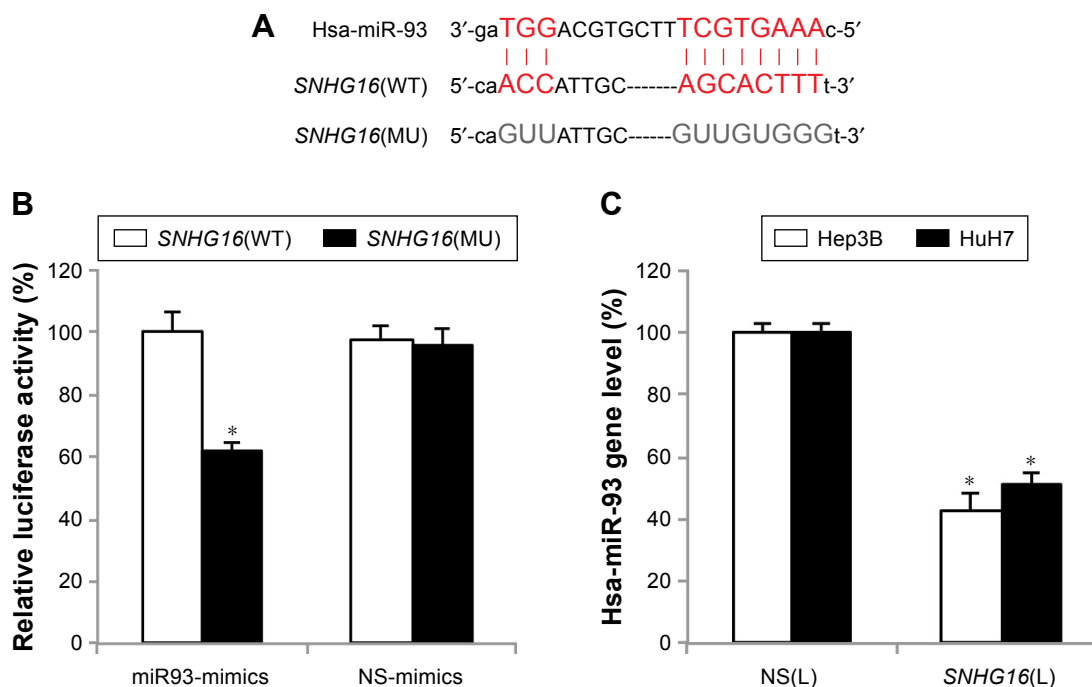 A
Hsa-miR-93 3′-gaTGGACGTGCTTTCGTGAAAc-5′
SNHG16(WT) 5′-caACCATTGC-------AGCACTTTt-3′
SNHG16(MU) 5′-caGUUATTGC------GUUGUGGGt-3′
B
SNHG16(WT) SNHG16(MU)
Relative luciferase activity (%)
120
100
80
60
40
20
0
*
miR93-mimics NS-mimics
C
Hep3B HuH7
Hsa-miR-93 gene level (%)
120
100
80
60
40
20
0
* *
NS(L) SNHG16(L)